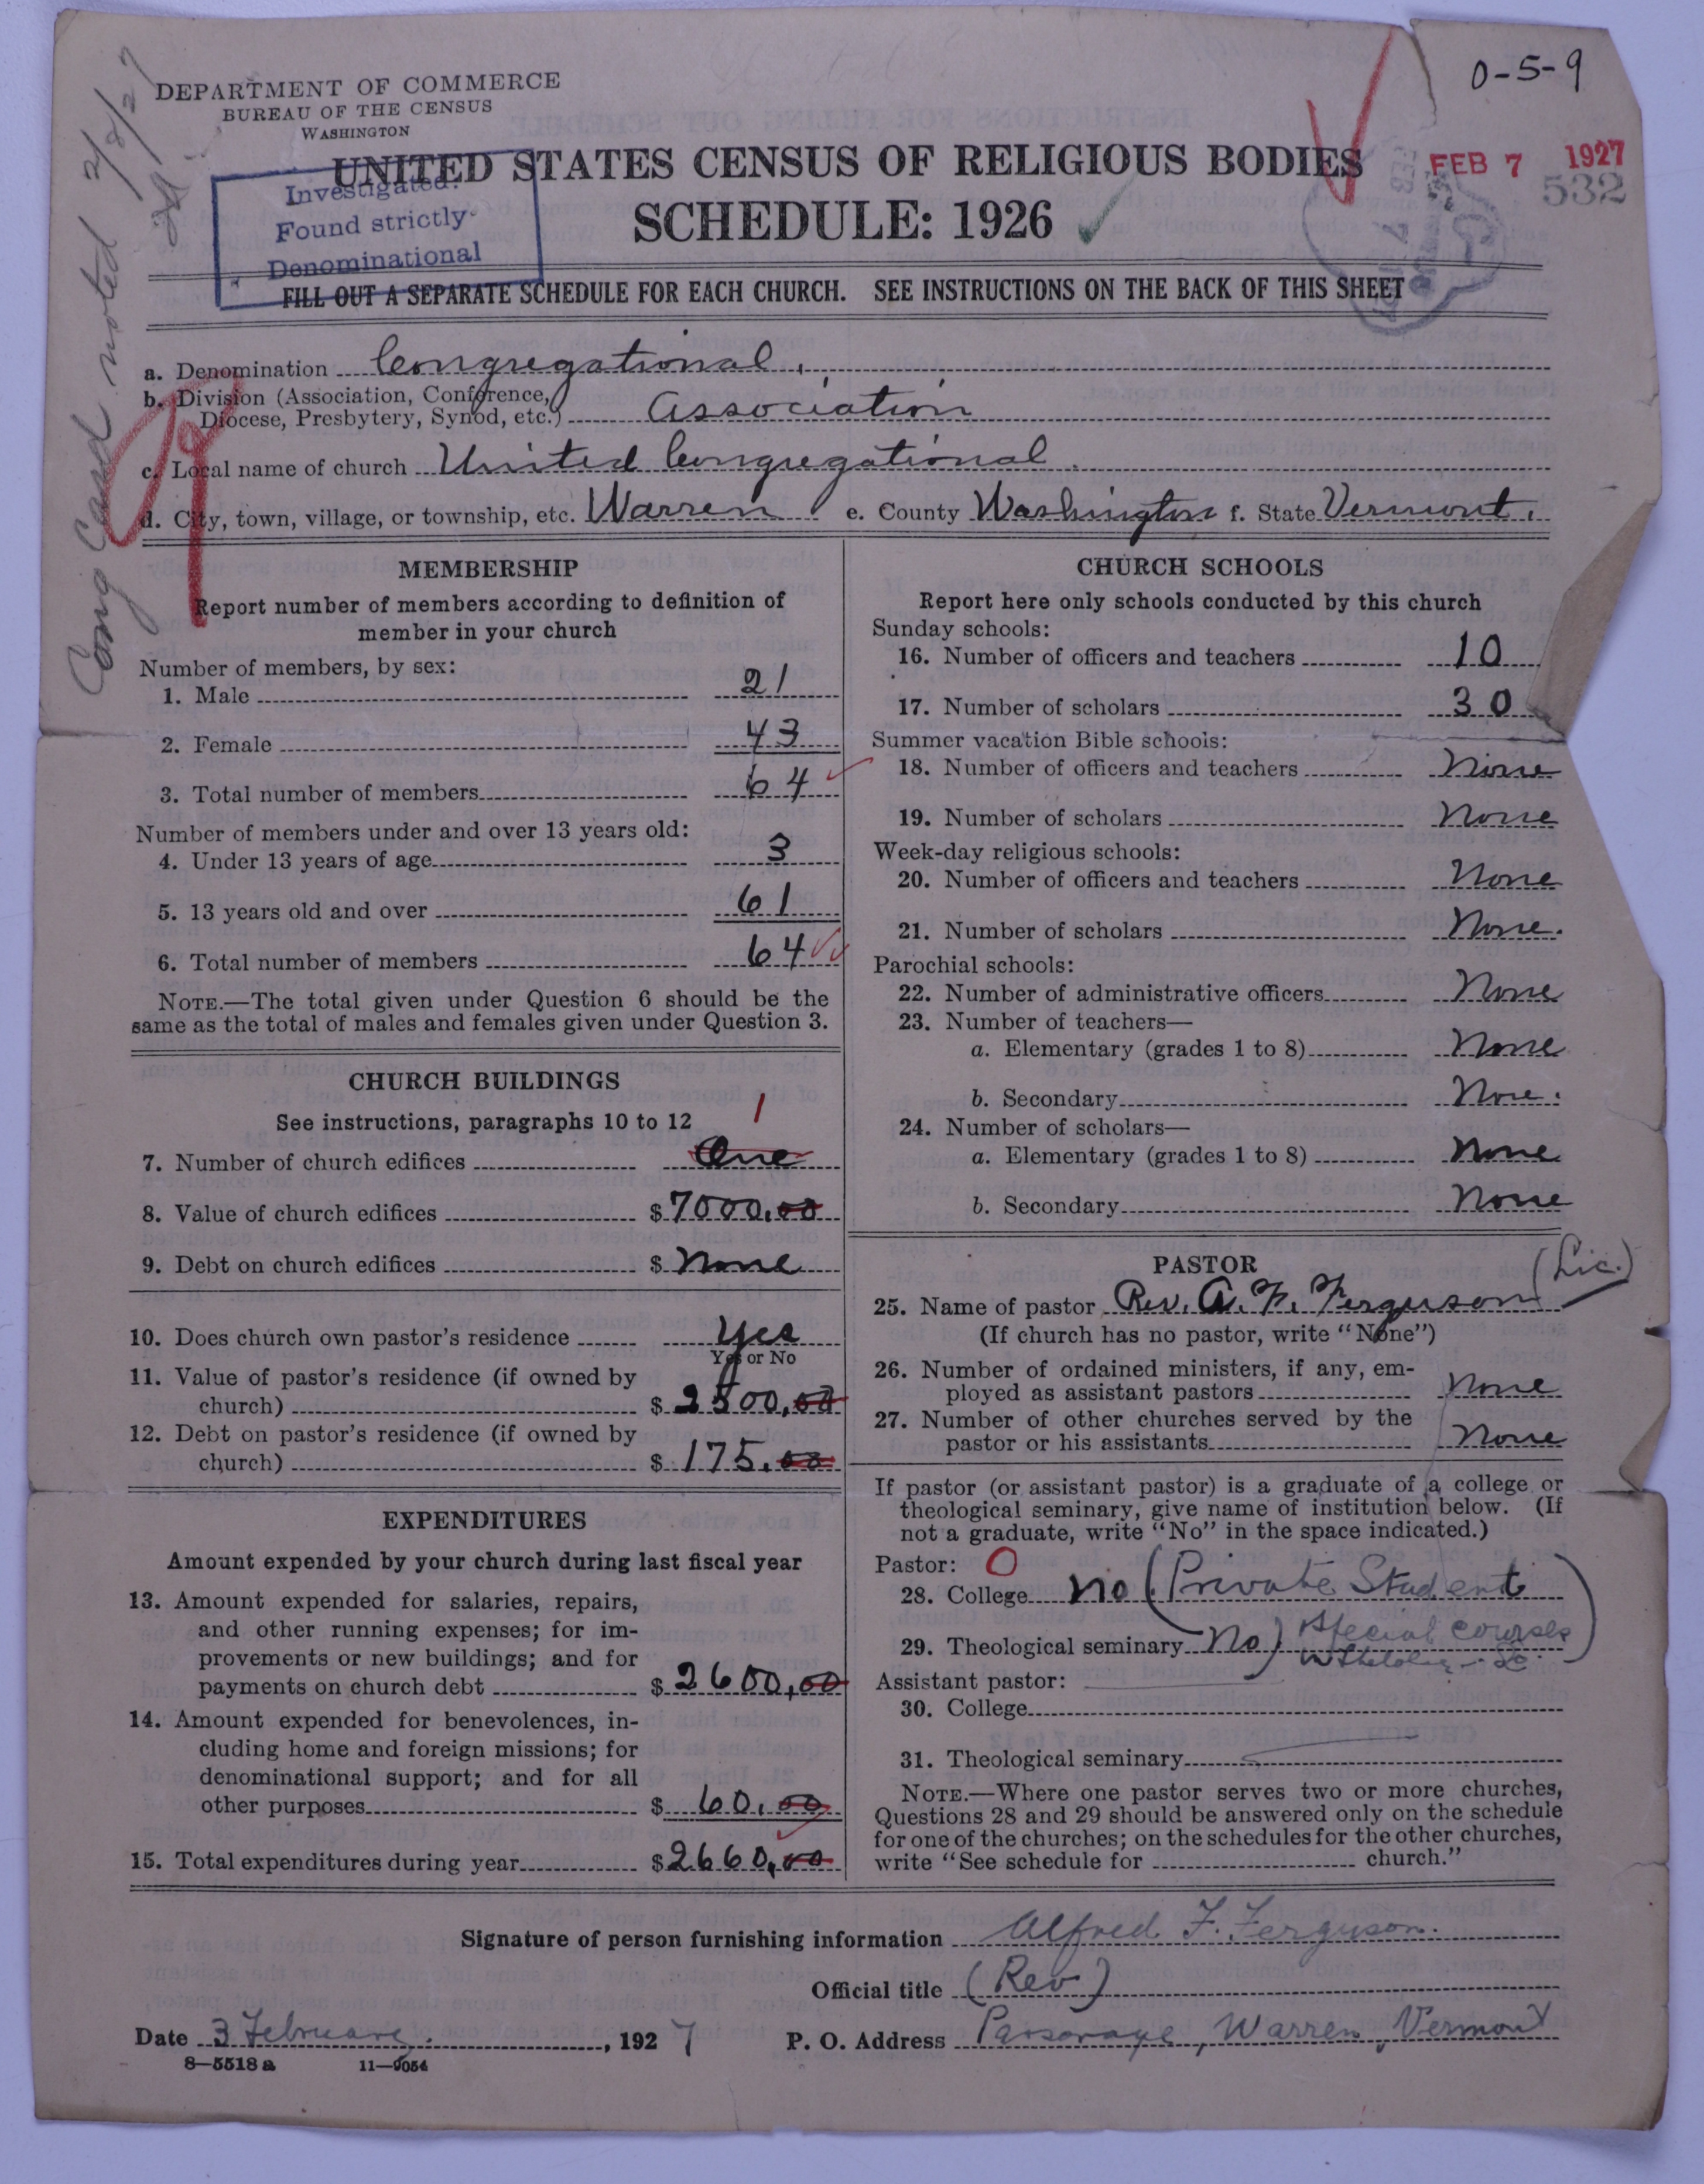 0-5-9
DEPARTMENT OF COMMERCE
BUREAU OF THE CENSUS
WASHINGTON
UNITED STATES CENSUS OF RELIGIOUS BODIES
SCHEDULE: 1926
FEB 7 1927
532
Investigated.
Found strictly
Denominational
Cong Card noted 2/8/27
FILL OUT A SEPARATE SCHEDULE FOR EACH CHURCH. SEE INSTRUCTIONS ON THE BACK OF THIS SHEET
a. Denomination Congregational.
b. Division (Association, Conference,
Diocese, Presbytery, Synod, etc.) Association
c. Local name of church United Congregational.
d. City, town, village, or township, etc. Warren e. County Washington f. State Vermont.
MEMBERSHIP
Report number of members according to definition of
member in your church
Number of members, by sex:
1. Male 21
2. Female 43
3. Total number of members 64
Number of members under and over 13 years old:
4. Under 13 years of age 3
5. 13 years old and over 61
6. Total number of members 64
NOTE.—The total given under Question 6 should be the
same as the total of males and females given under Question 3.
CHURCH BUILDINGS
See instructions, paragraphs 10 to 12
1
7. Number of church edifices One
8. Value of church edifices $7000.00
9. Debt on church edifices $ None
10. Does church own pastor's residence Yes
Yes or No
11. Value of pastor's residence (if owned by
church) $ 2500.00
12. Debt on pastor's residence (if owned by
church) $ 175.00
EXPENDITURES
Amount expended by your church during last fiscal year
13. Amount expended for salaries, repairs,
and other running expenses; for im-
provements or new buildings; and for
payments on church debt $ 2600.00
14. Amount expended for benevolences, in-
cluding home and foreign missions; for
denominational support; and for all
other purposes $ 60.00
15. Total expenditures during year $2660.00
CHURCH SCHOOLS
Report here only schools conducted by this church
Sunday schools:
16. Number of officers and teachers 10
17. Number of scholars 30
Summer vacation Bible schools:
18. Number of officers and teachers None
19. Number of scholars None
Week-day religious schools:
20. Number of officers and teachers None
21. Number of scholars None.
Parochial schools:
22. Number of administrative officers None
23. Number of teachers—
a. Elementary (grades 1 to 8) None
b. Secondary None.
24. Number of scholars—
a. Elementary (grades 1 to 8) None
b. Secondary None
PASTOR
(Lic.)
25. Name of pastor Rev. A. F. Ferguson
(If church has no pastor, write "None")
26. Number of ordained ministers, if any, em-
ployed as assistant pastors None
27. Number of other churches served by the
pastor or his assistants None
If pastor (or assistant pastor) is a graduate of a college or
theological seminary, give name of institution below. (If
not a graduate, write "No" in the space indicated.)
Pastor: O
28. College No (Private Student
29. Theological seminary No) Special courses
Assistant pastor:
30. College
31. Theological seminary
NOTE.—Where one pastor serves two or more churches,
Questions 28 and 29 should be answered only on the schedule
for one of the churches; on the schedules for the other churches,
write "See schedule for church."
Signature of person furnishing information Alfred F. Ferguson.
Official title (Rev)
Date 3 February. , 1927 P. O. Address Parsonage, Warren, Vermont
8—5518 a 11—9054